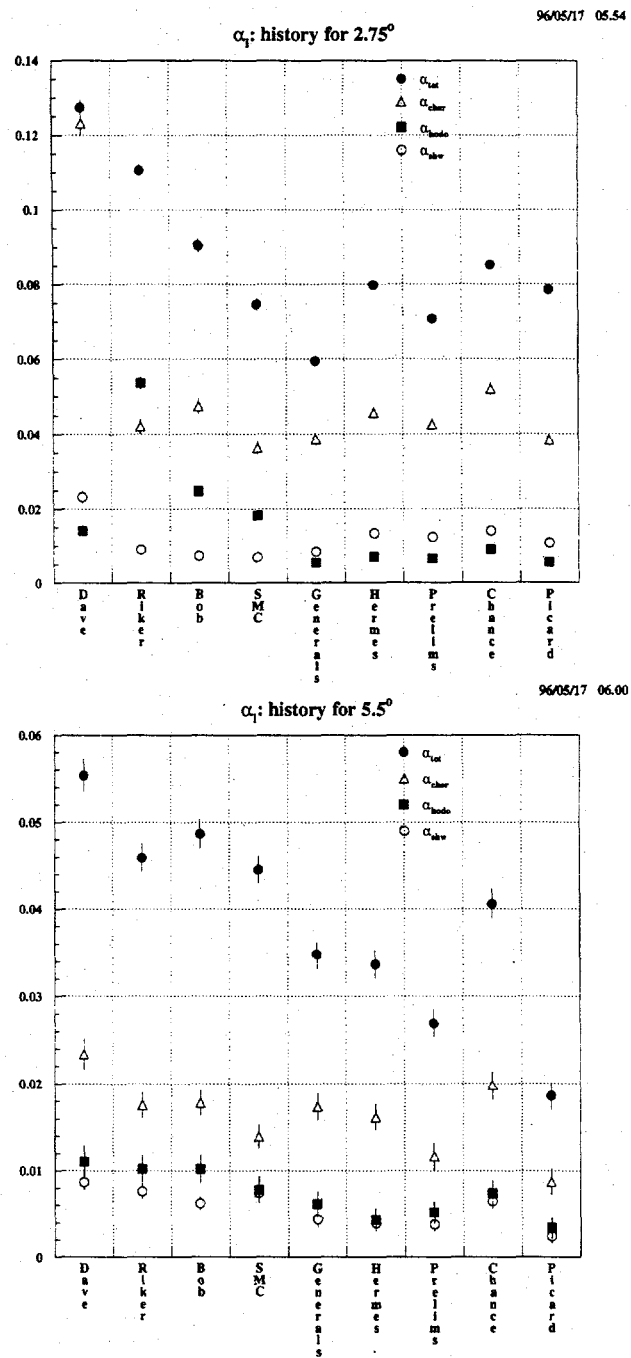 96/05/17 05.54
α₁: history for 2.75°
0.14
0.12
0.1
0.08
0.06
0.04
0.02
0
α_tot
α_cher
α_hodo
α_shw
Dave
Riker
Bob
SMC
Generals
Hermes
Prelims
Chance
Picard
96/05/17 06.00
α₁: history for 5.5°
0.06
0.05
0.04
0.03
0.02
0.01
0
α_tot
α_cher
α_hodo
α_shw
Dave
Riker
Bob
SMC
Generals
Hermes
Prelims
Chance
Picard